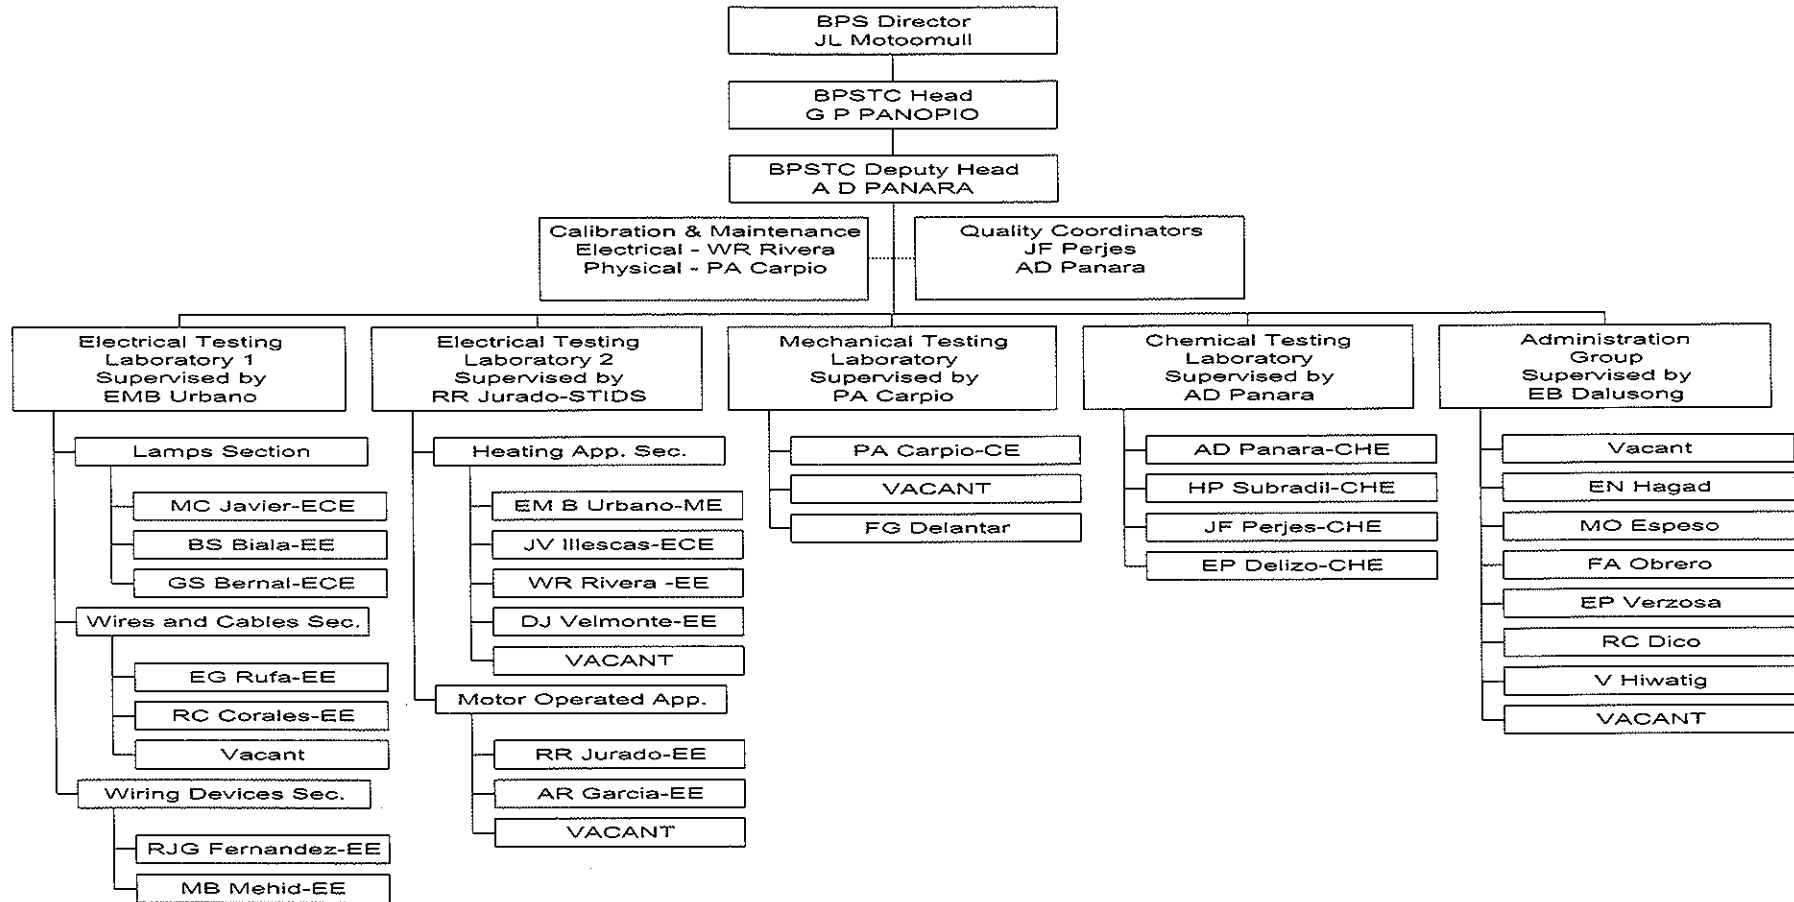 BPS Director
JL Motoomull
BPSTC Head
G P PANOPIO
BPSTC Deputy Head
A D PANARA
Calibration & Maintenance
Electrical - WR Rivera
Physical - PA Carpio
Quality Coordinators
JF Perjes
AD Panara
Electrical Testing
Laboratory 1
Supervised by
EMB Urbano
Lamps Section
MC Javier-ECE
BS Biala-EE
GS Bernal-ECE
Wires and Cables Sec.
EG Rufa-EE
RC Corales-EE
Vacant
Wiring Devices Sec.
RJG Fernandez-EE
MB Mehid-EE
Electrical Testing
Laboratory 2
Supervised by
RR Jurado-STIDS
Heating App. Sec.
EM B Urbano-ME
JV Illescas-ECE
WR Rivera -EE
DJ Velmonte-EE
VACANT
Motor Operated App.
RR Jurado-EE
AR Garcia-EE
VACANT
Mechanical Testing
Laboratory
Supervised by
PA Carpio
PA Carpio-CE
VACANT
FG Delantar
Chemical Testing
Laboratory
Supervised by
AD Panara
AD Panara-CHE
HP Subradil-CHE
JF Perjes-CHE
EP Delizo-CHE
Administration
Group
Supervised by
EB Dalusong
Vacant
EN Hagad
MO Espeso
FA Obrero
EP Verzosa
RC Dico
V Hiwatig
VACANT